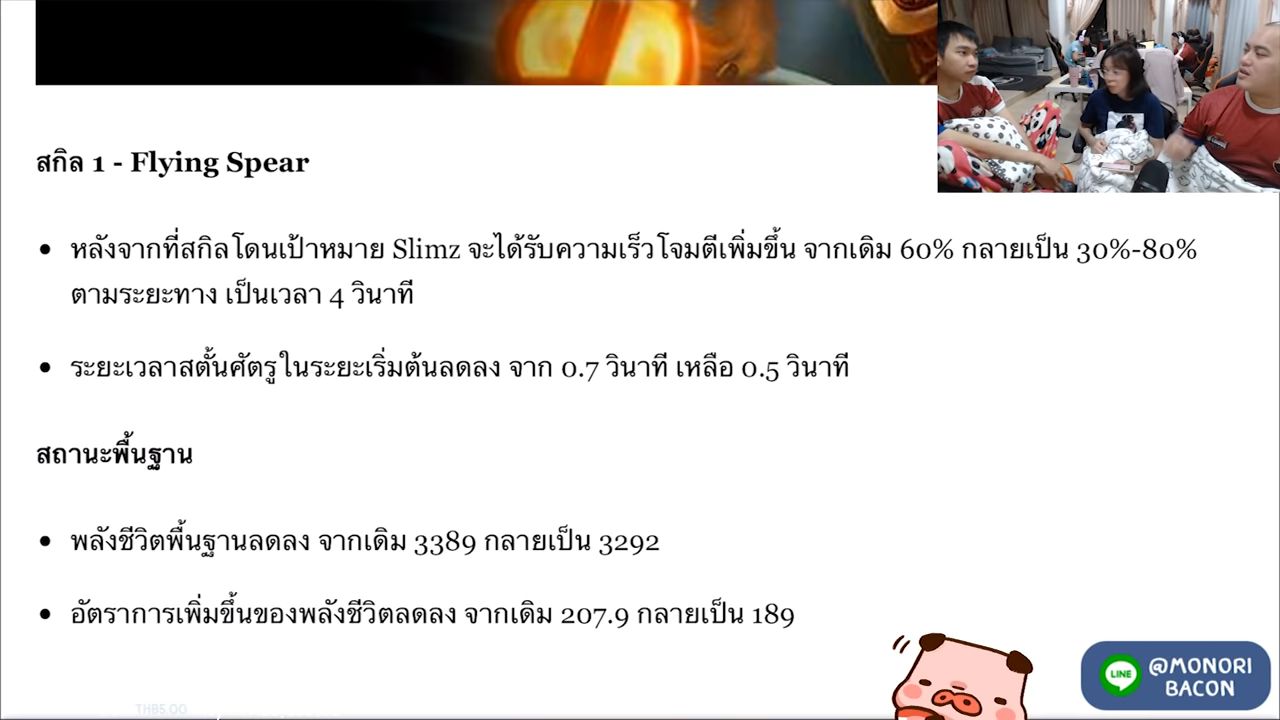 สกิล 1 - Flying Spear
หลังจากที่สกิลโดนเป้าหมาย Slimz จะได้รับความเร็วโจมตีเพิ่มขึ้น จากเดิม 60% กลายเป็น 30%-80%
ตามระยะทาง เป็นเวลา 4 วินาที
ระยะเวลาสตั้นศัตรูในระยะเริ่มต้นลดลง จาก 0.7 วินาที เหลือ 0.5 วินาที
สถานะพื้นฐาน
พลังชีวิตพื้นฐานลดลง จากเดิม 3389 กลายเป็น 3292
อัตราการเพิ่มขึ้นของพลังชีวิตลดลง จากเดิม 207.9 กลายเป็น 189
LINE
@MONORI
BACON
THB5.00